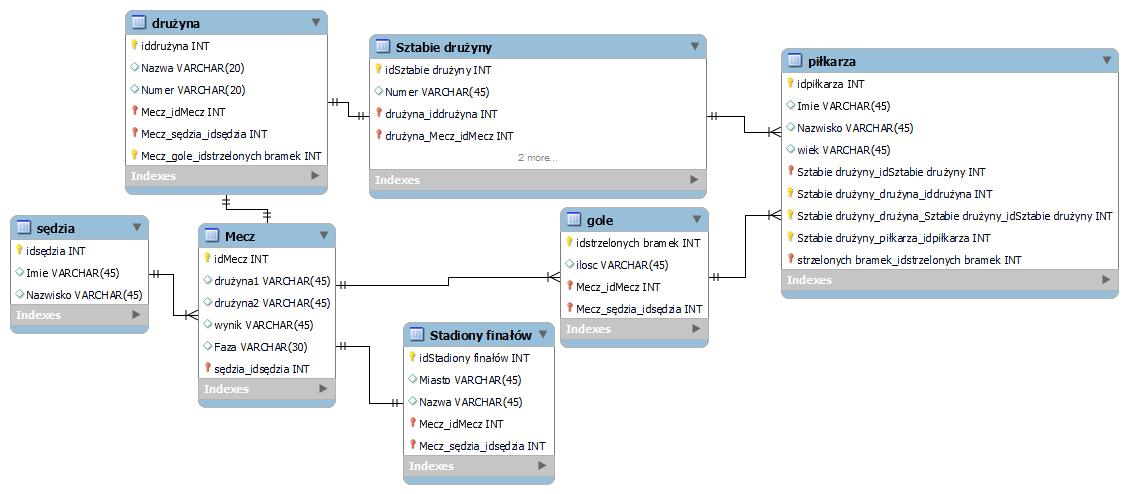 drużyna
iddrużyna INT
Nazwa VARCHAR(20)
Numer VARCHAR(20)
Mecz_idMecz INT
Mecz_sędzia_idsędzia INT
Mecz_gole_idstrzelonych bramek INT
Indexes
Sztabie drużyny
idSztabie drużyny INT
Numer VARCHAR(45)
drużyna_iddrużyna INT
drużyna_Mecz_idMecz INT
2 more...
Indexes
piłkarza
idpiłkarza INT
Imie VARCHAR(45)
Nazwisko VARCHAR(45)
wiek VARCHAR(45)
Sztabie drużyny_idSztabie drużyny INT
Sztabie drużyny_drużyna_iddrużyna INT
Sztabie drużyny_drużyna_Sztabie drużyny_idSztabie drużyny INT
Sztabie drużyny_piłkarza_idpiłkarza INT
strzelonych bramek_idstrzelonych bramek INT
Indexes
sędzia
idsędzia INT
Imie VARCHAR(45)
Nazwisko VARCHAR(45)
Indexes
Mecz
idMecz INT
drużyna1 VARCHAR(45)
drużyna2 VARCHAR(45)
wynik VARCHAR(45)
Faza VARCHAR(30)
sędzia_idsędzia INT
Indexes
gole
idstrzelonych bramek INT
ilosc VARCHAR(45)
Mecz_idMecz INT
Mecz_sędzia_idsędzia INT
Indexes
Stadiony finałów
idStadiony finałów INT
Miasto VARCHAR(45)
Nazwa VARCHAR(45)
Mecz_idMecz INT
Mecz_sędzia_idsędzia INT
Indexes